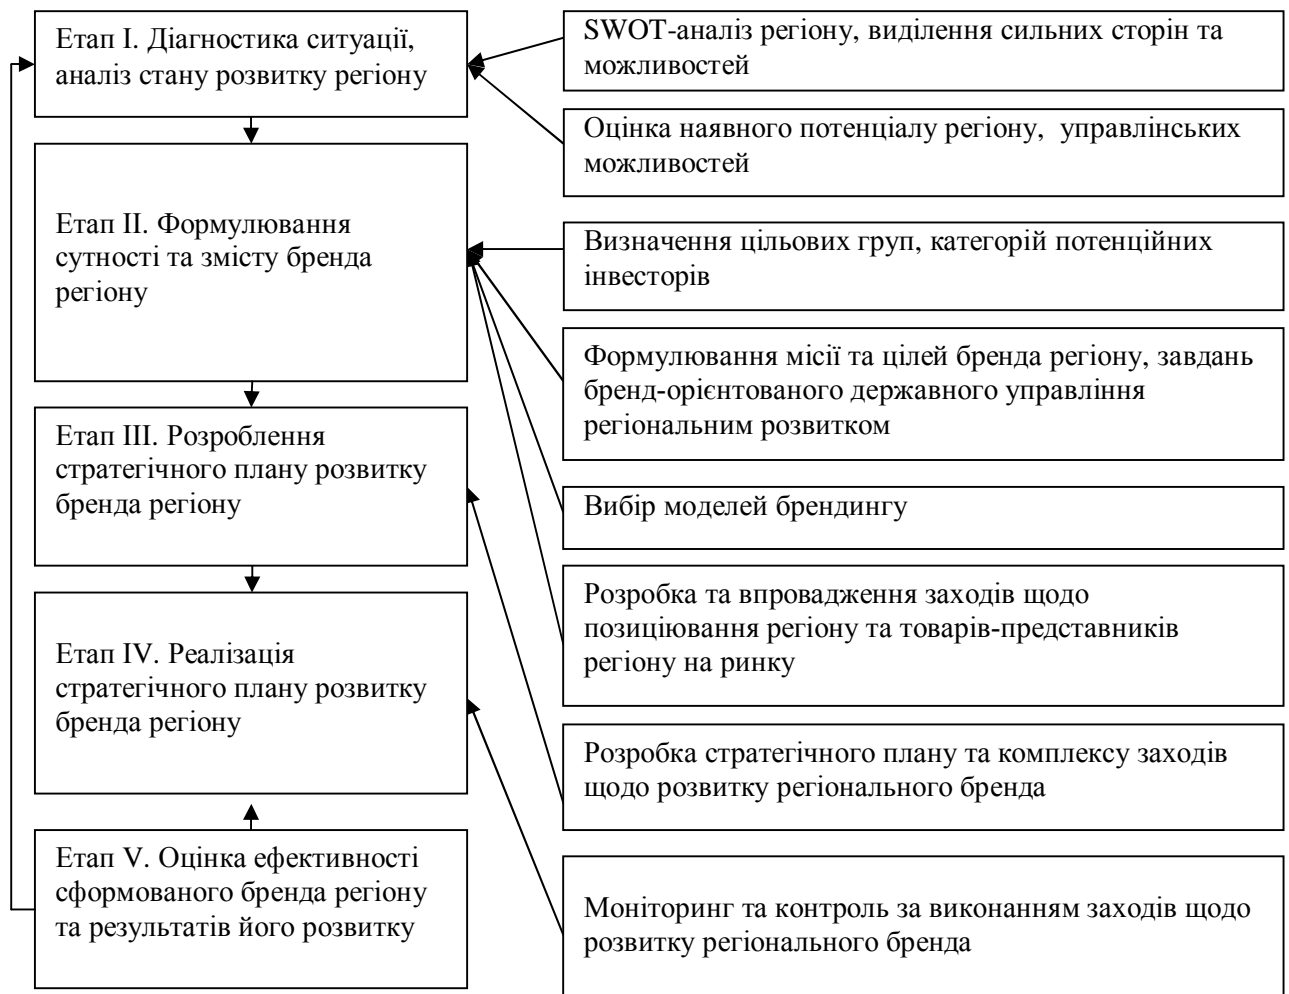 Етап I. Діагностика ситуації,
аналіз стану розвитку регіону
Етап II. Формулювання
сутності та змісту бренда
регіону
Етап III. Розроблення
стратегічного плану розвитку
бренда регіону
Етап IV. Реалізація
стратегічного плану розвитку
бренда регіону
Етап V. Оцінка ефективності
сформованого бренда регіону
та результатів його розвитку
SWOT-аналіз регіону, виділення сильних сторін та
можливостей
Оцінка наявного потенціалу регіону, управлінських
можливостей
Визначення цільових груп, категорій потенційних
інвесторів
Формулювання місії та цілей бренда регіону, завдань
бренд-орієнтованого державного управління
регіональним розвитком
Вибір моделей брендингу
Розробка та впровадження заходів щодо
позиціювання регіону та товарів-представників
регіону на ринку
Розробка стратегічного плану та комплексу заходів
щодо розвитку регіонального бренда
Моніторинг та контроль за виконанням заходів щодо
розвитку регіонального бренда